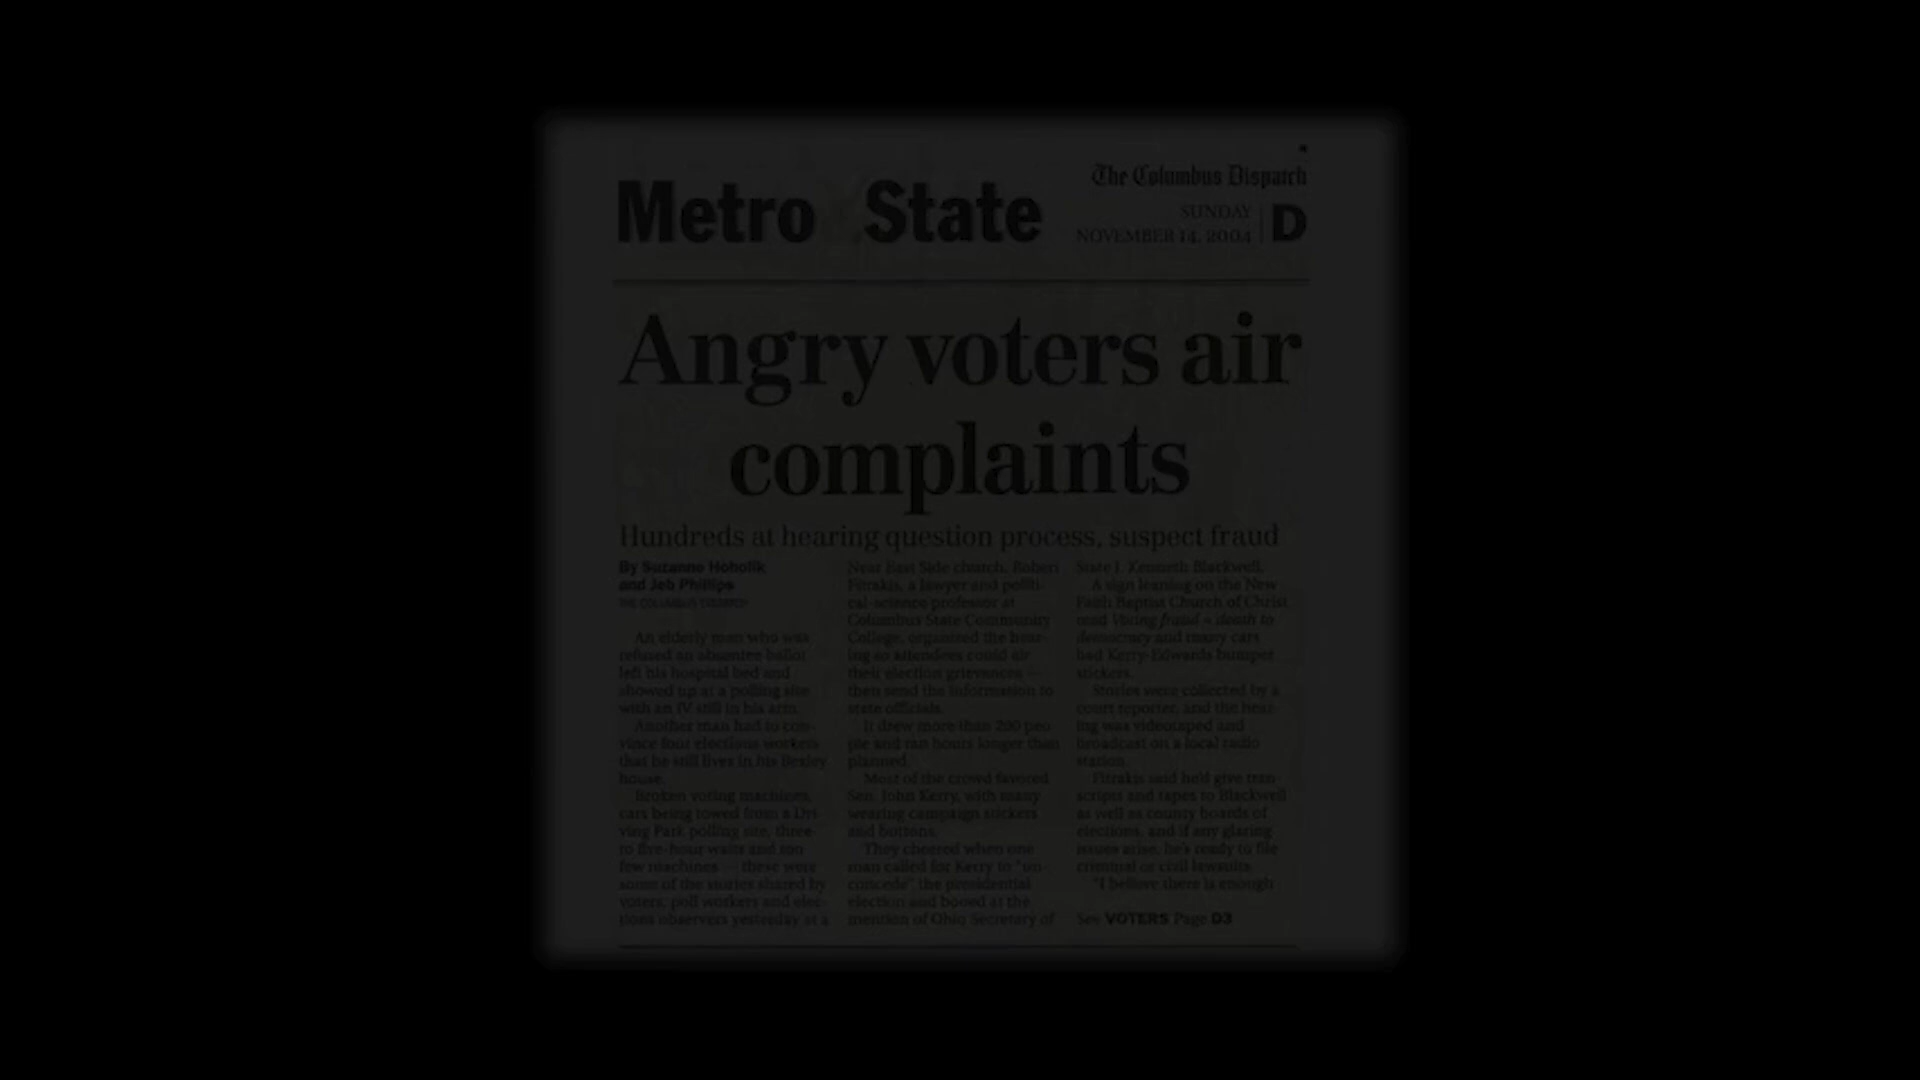 Metro State
The Columbus Dispatch
SUNDAY
NOVEMBER 14, 2004
D
Angry voters air
complaints
Hundreds at hearing question process, suspect fraud
By Suzanne Hoholik
and Jeb Phillips
THE COLUMBUS DISPATCH
An elderly man who was
refused an absentee ballot
left his hospital bed and
showed up at a polling site
with an IV still in his arm.
Another man had to con-
vince four elections workers
that he still lives in his Bexley
house.
Broken voting machines,
cars being towed from a Dri-
ving Park polling site, three-
to five-hour waits and too
few machines — these were
some of the stories shared by
voters, poll workers and elec-
tions observers yesterday at a
Near East Side church. Robert
Fitrakis, a lawyer and politi-
cal-science professor at
Columbus State Community
College, organized the hear-
ing so attendees could air
their election grievances —
then send the information to
state officials.
It drew more than 200 peo-
ple and ran hours longer than
planned.
Most of the crowd favored
Sen. John Kerry, with many
wearing campaign stickers
and buttons.
They cheered when one
man called for Kerry to "un-
concede" the presidential
election and booed at the
mention of Ohio Secretary of
State J. Kenneth Blackwell.
A sign leaning on the New
Faith Baptist Church of Christ
read Voting fraud = death to
democracy and many cars
had Kerry-Edwards bumper
stickers.
Stories were collected by a
court reporter, and the hear-
ing was videotaped and
broadcast on a local radio
station.
Fitrakis said he'd give tran-
scripts and tapes to Blackwell
as well as county boards of
elections, and if any glaring
issues arise, he's ready to file
criminal or civil lawsuits.
"I believe there is enough
See VOTERS Page D3